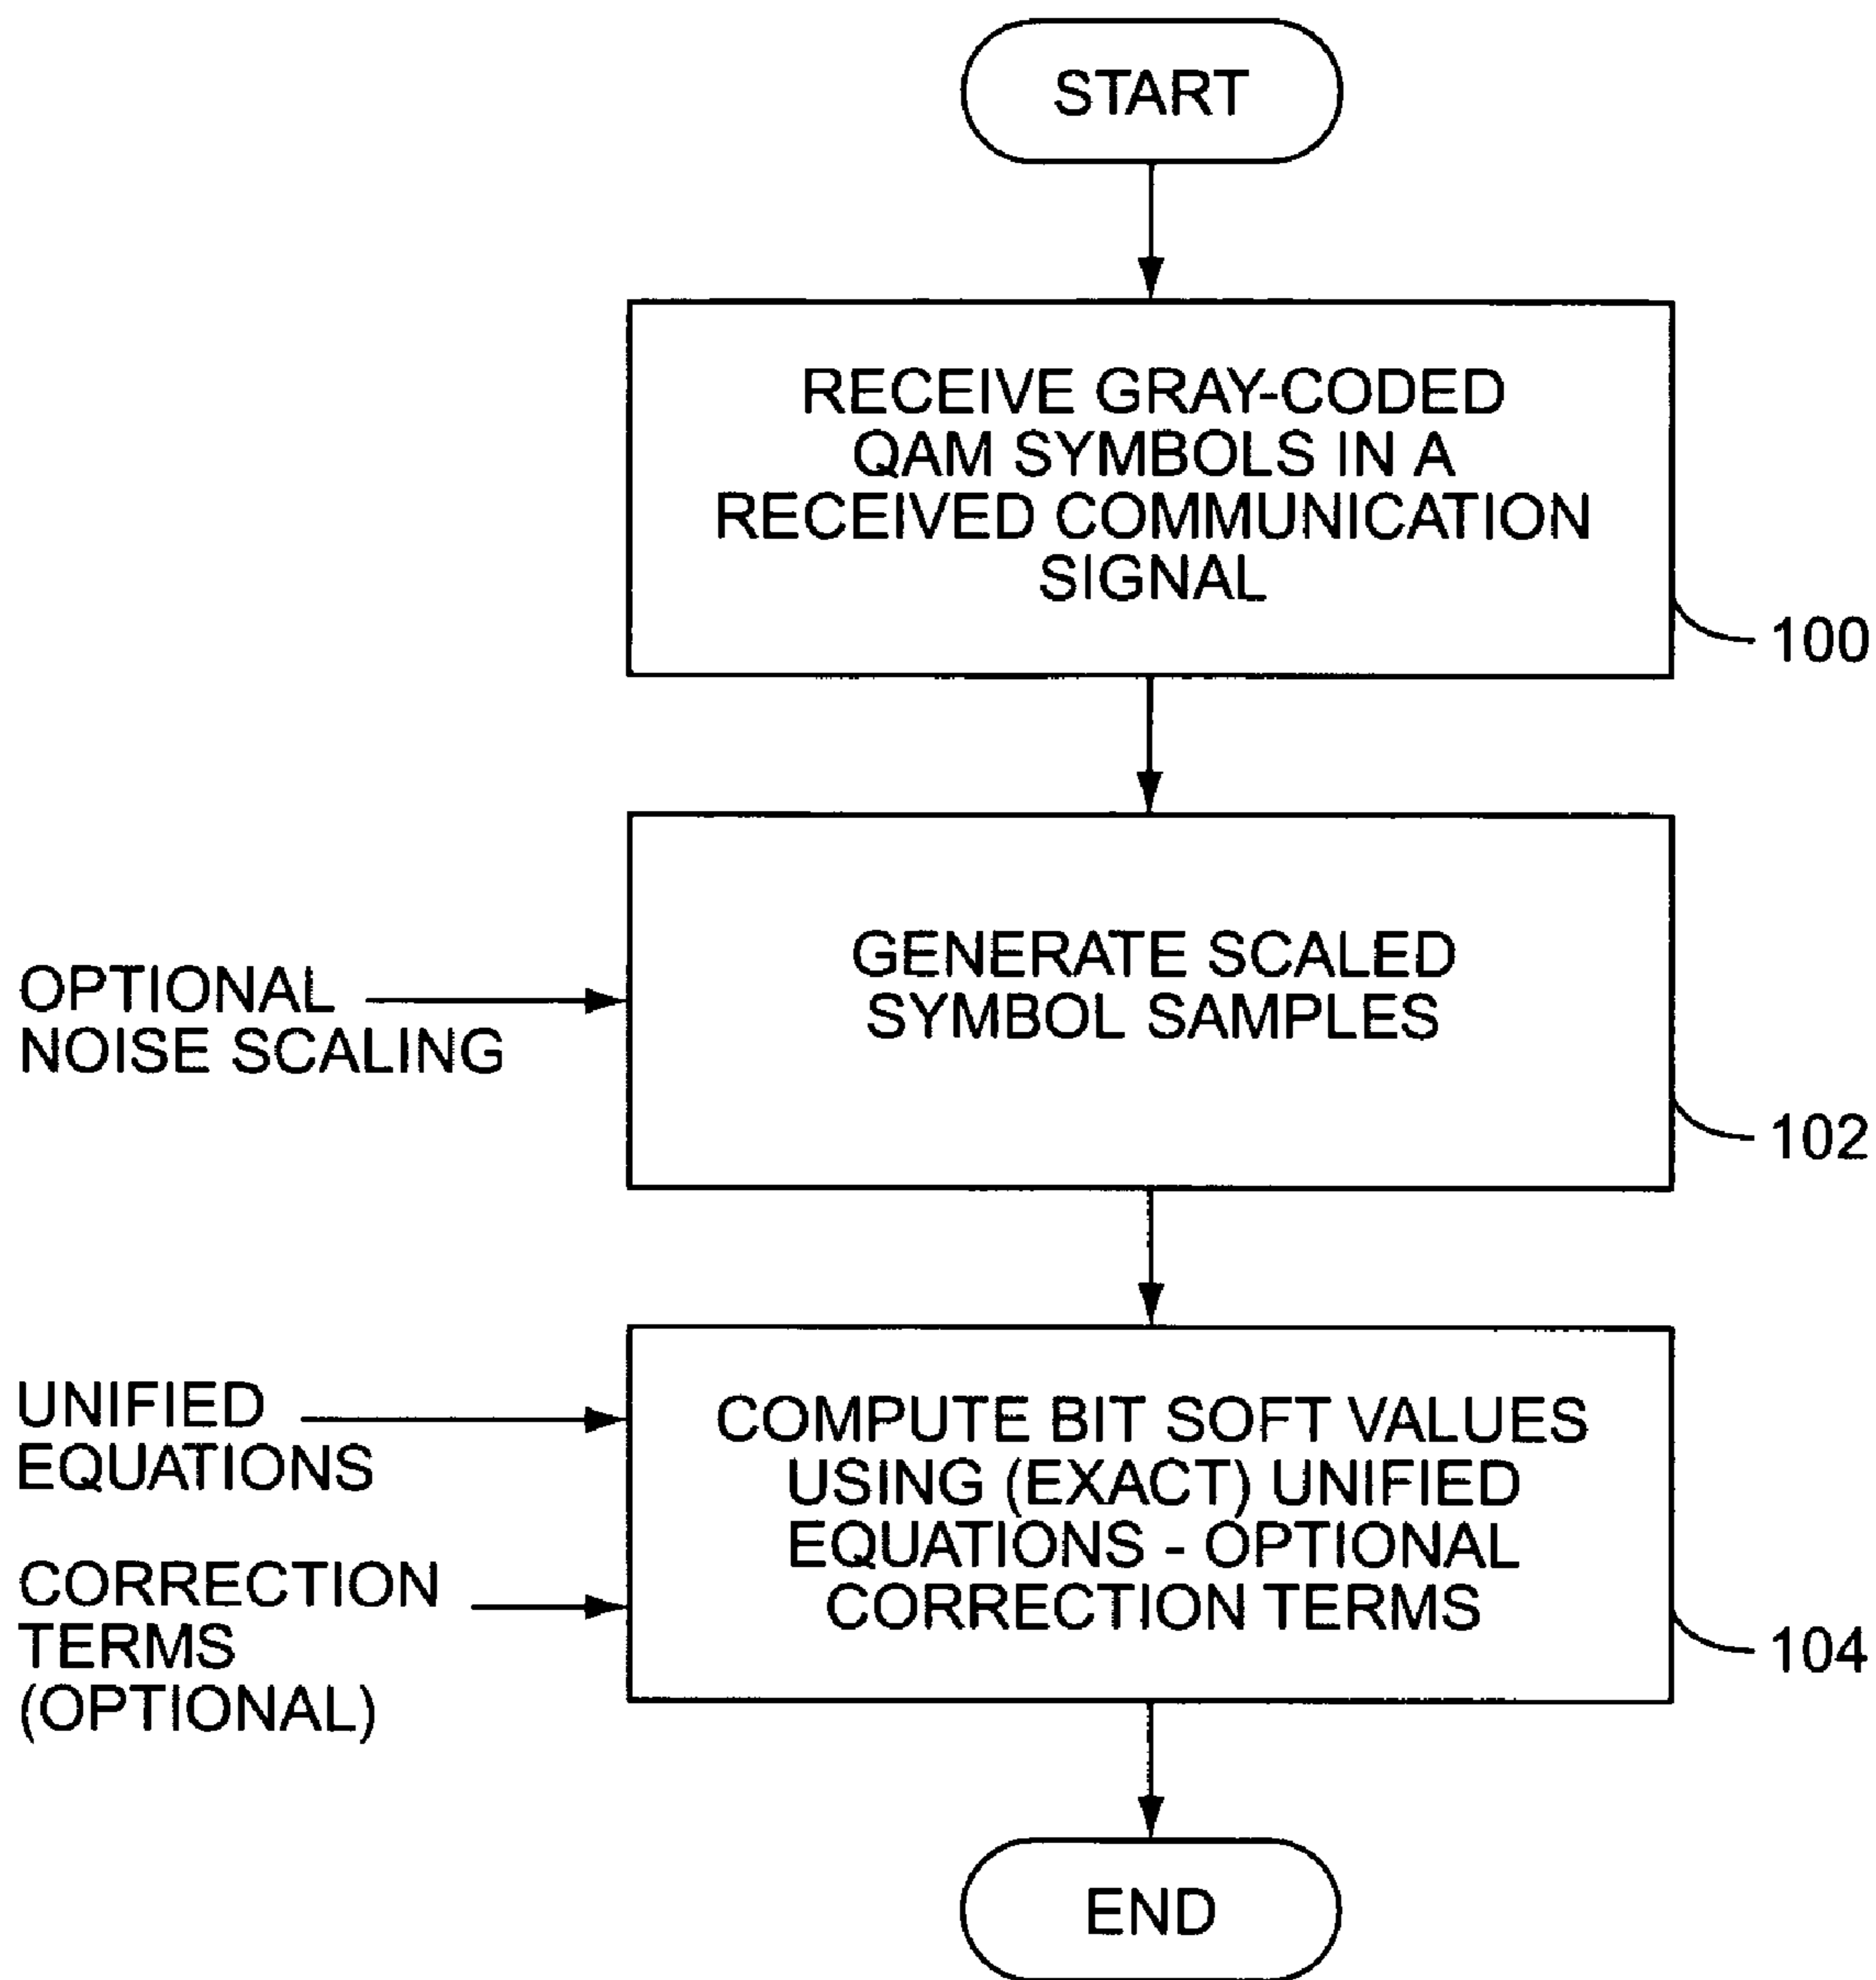 START
RECEIVE GRAY-CODED
QAM SYMBOLS IN A
RECEIVED COMMUNICATION
SIGNAL
100
GENERATE SCALED
SYMBOL SAMPLES
OPTIONAL
NOISE SCALING
102
UNIFIED
EQUATIONS
CORRECTION
TERMS
(OPTIONAL)
COMPUTE BIT SOFT VALUES
USING (EXACT) UNIFIED
EQUATIONS - OPTIONAL
CORRECTION TERMS
104
END